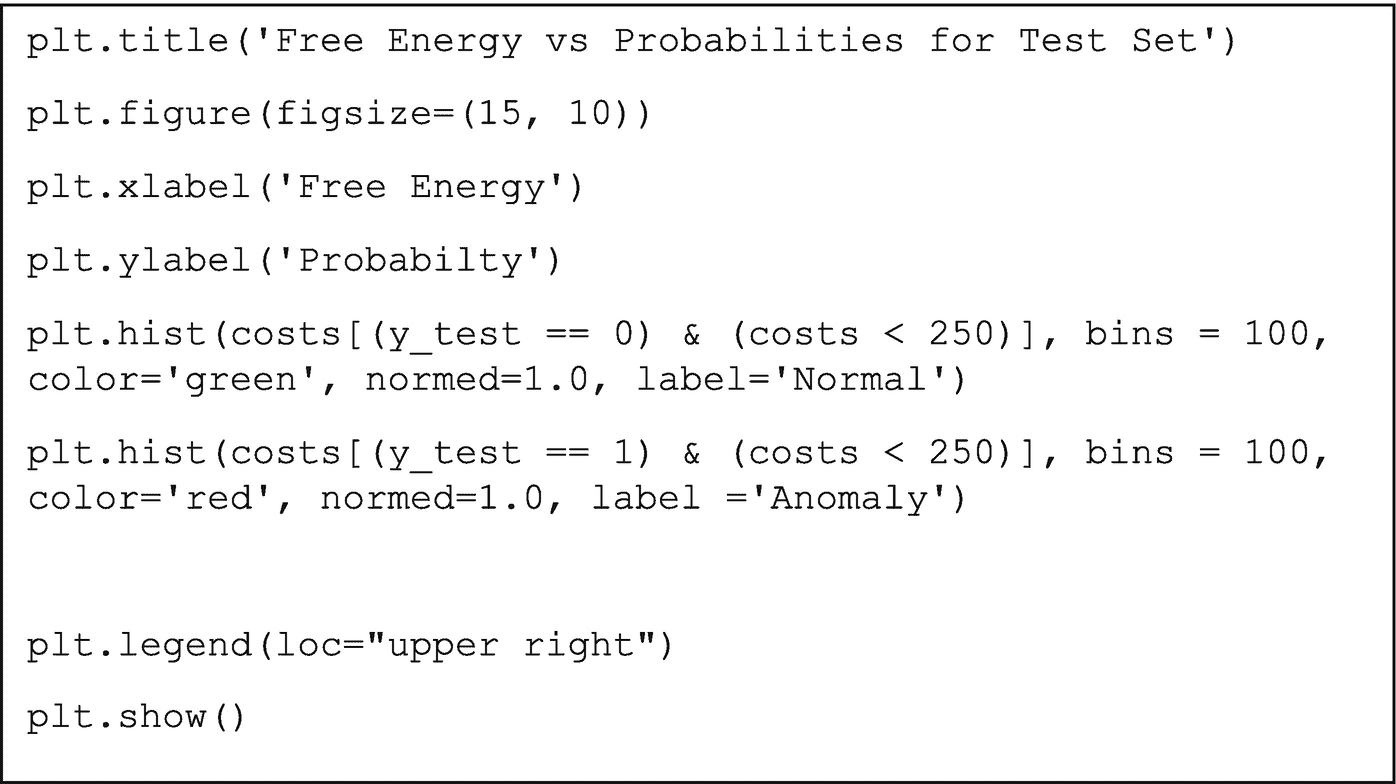 plt.title('Free Energy vs Probabilities for Test Set')
plt.figure(figsize=(15, 10))
plt.xlabel('Free Energy')
plt.ylabel('Probabilty')
plt.hist(costs[(y_test == 0) & (costs < 250)], bins = 100,
color='green', normed=1.0, label='Normal')
plt.hist(costs[(y_test == 1) & (costs < 250)], bins = 100,
color='red', normed=1.0, label ='Anomaly')
plt.legend(loc="upper right")
plt.show()